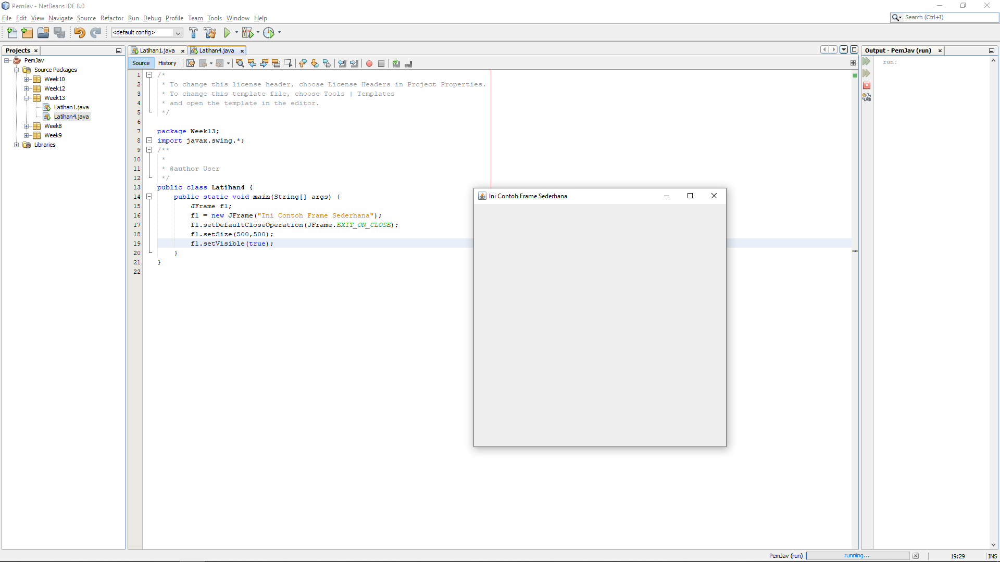 PemJav - NetBeans IDE 8.0
File Edit View Navigate Source Refactor Run Debug Profile Team Tools Window Help
Search (Ctrl+I)
<default config>
Projects
PemJav
Source Packages
Week10
Week12
Week13
Latihan1.java
Latihan4.java
Week8
Week9
Libraries
Latihan1.java Latihan4.java
Source History
1 /*
2 * To change this license header, choose License Headers in Project Properties.
3 * To change this template file, choose Tools | Templates
4 * and open the template in the editor.
5 */
6
7 package Week13;
8 import javax.swing.*;
9 /**
10 *
11 * @author User
12 */
13 public class Latihan4 {
14 public static void main(String[] args) {
15 JFrame f1;
16 f1 = new JFrame("Ini Contoh Frame Sederhana");
17 f1.setDefaultCloseOperation(JFrame.EXIT_ON_CLOSE);
18 f1.setSize(500,500);
19 f1.setVisible(true);
20 }
21 }
22
Ini Contoh Frame Sederhana
Output - PemJav (run)
run:
PemJav (run) running... 19:29 INS